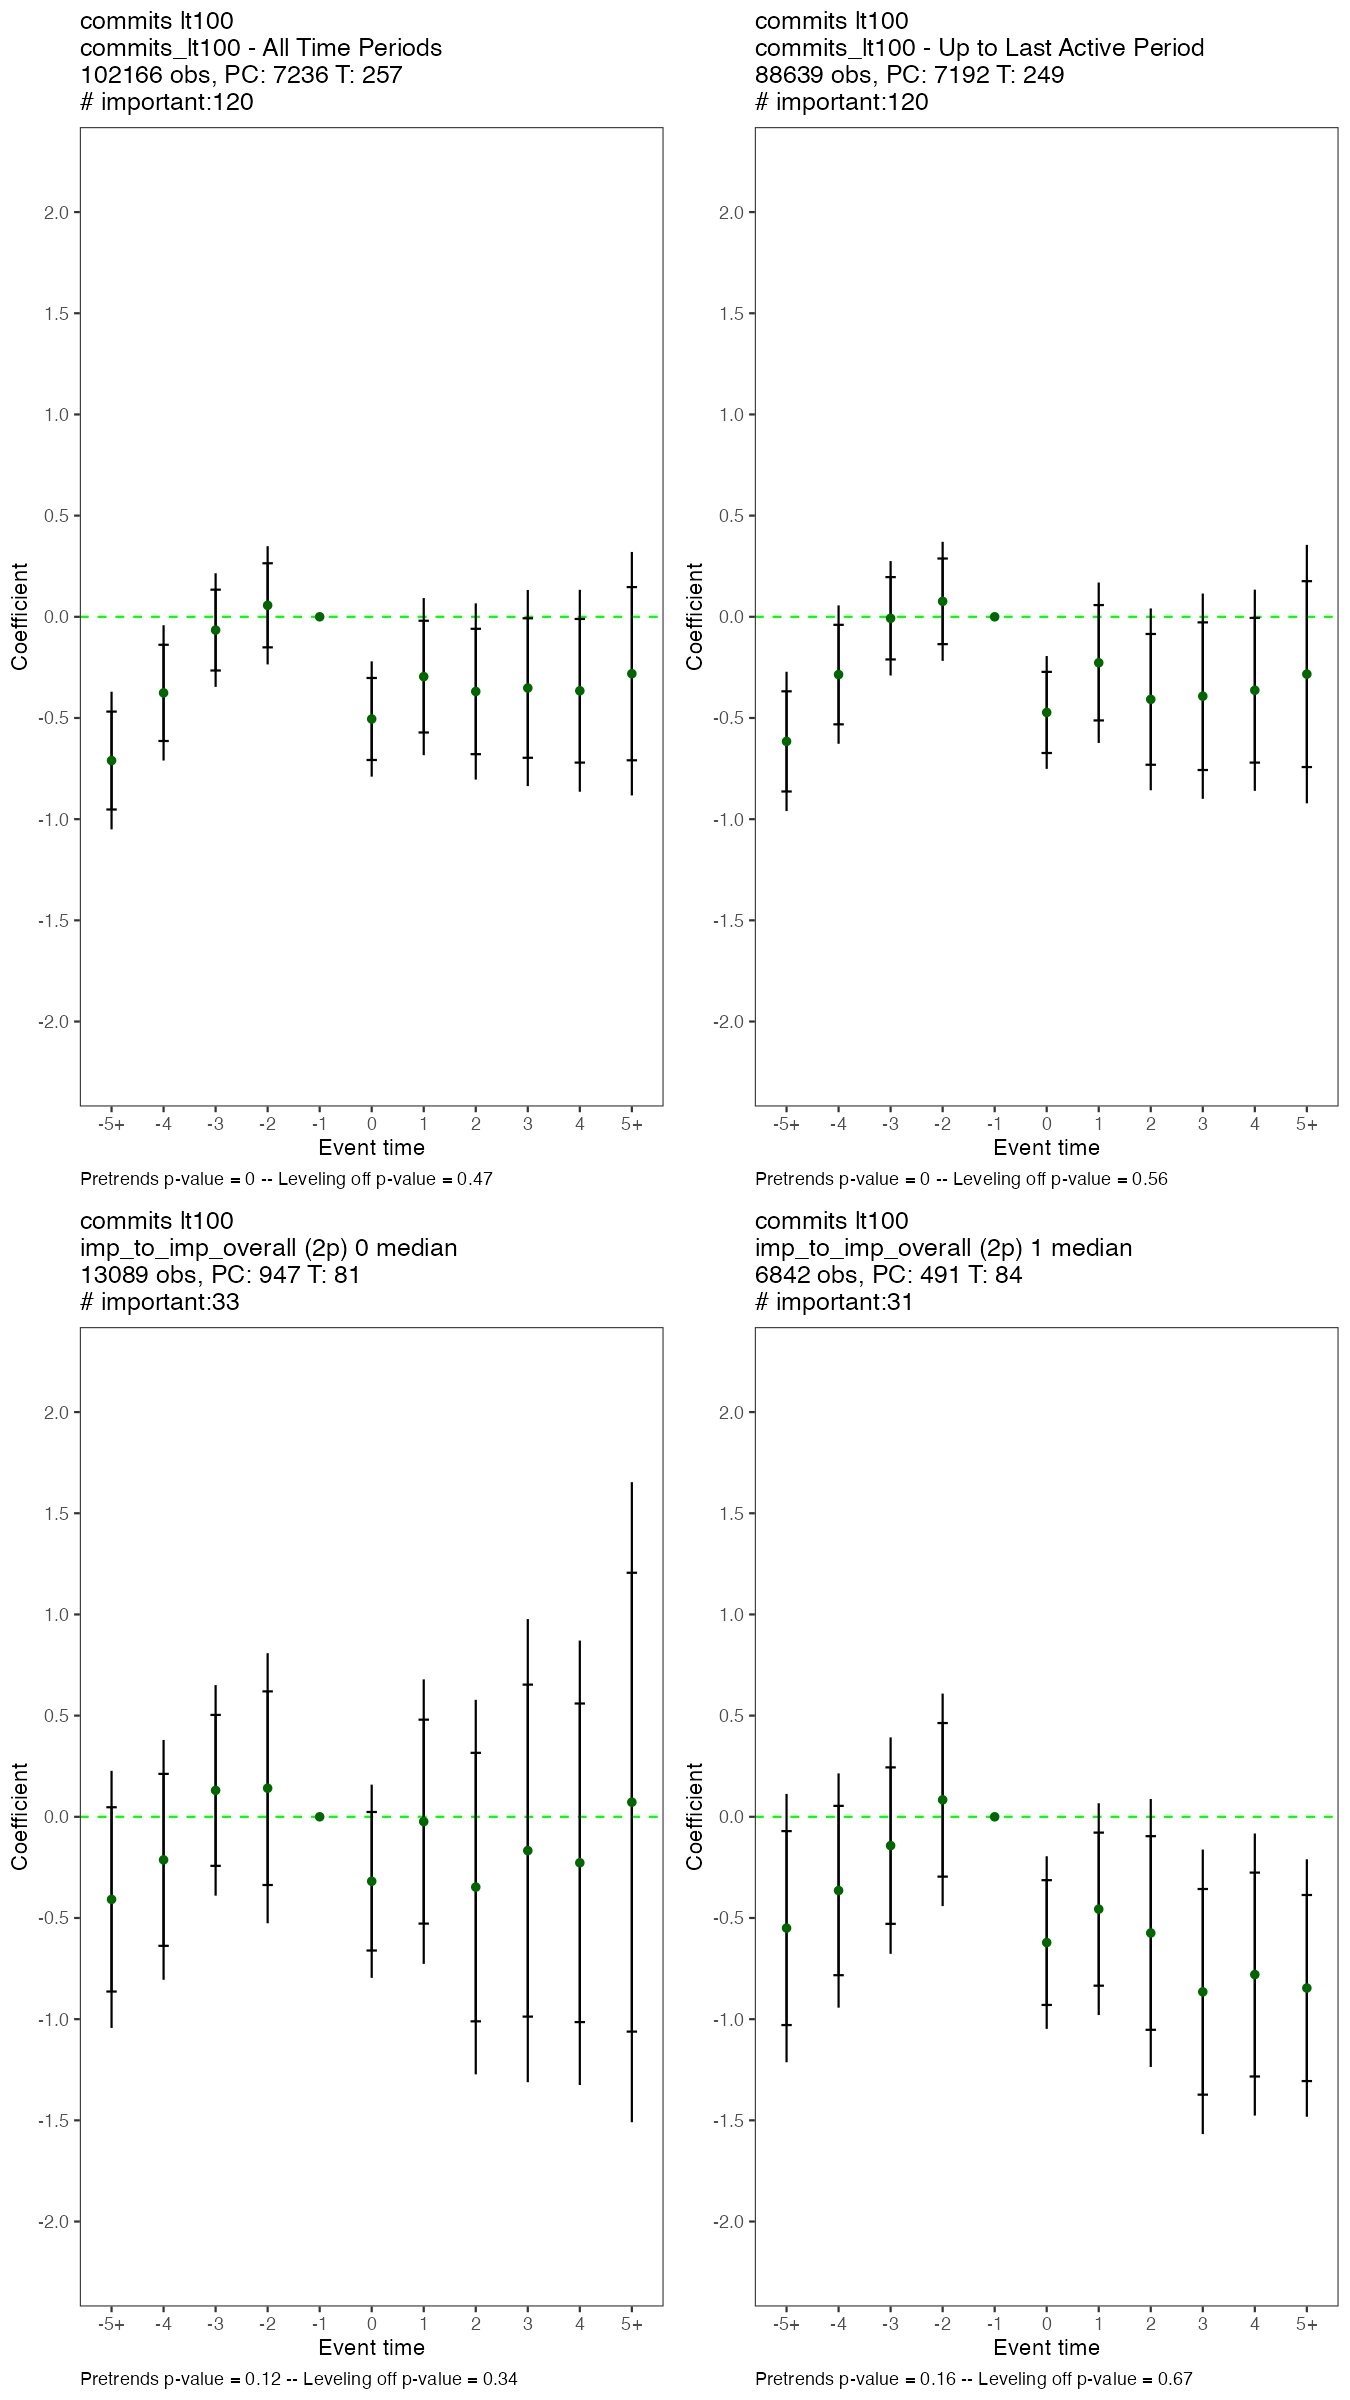 commits lt100
commits_lt100 - All Time Periods
102166 obs, PC: 7236 T: 257
# important:120
2.0
1.5
1.0
0.5
0.0
-0.5
-1.0
-1.5
-2.0
Coefficient
-5+ -4 -3 -2 -1 0 1 2 3 4 5+
Event time
Pretrends p-value = 0 -- Leveling off p-value = 0.47
commits lt100
commits_lt100 - Up to Last Active Period
88639 obs, PC: 7192 T: 249
# important:120
2.0
1.5
1.0
0.5
0.0
-0.5
-1.0
-1.5
-2.0
Coefficient
-5+ -4 -3 -2 -1 0 1 2 3 4 5+
Event time
Pretrends p-value = 0 -- Leveling off p-value = 0.56
commits lt100
imp_to_imp_overall (2p) 0 median
13089 obs, PC: 947 T: 81
# important:33
2.0
1.5
1.0
0.5
0.0
-0.5
-1.0
-1.5
-2.0
Coefficient
-5+ -4 -3 -2 -1 0 1 2 3 4 5+
Event time
Pretrends p-value = 0.12 -- Leveling off p-value = 0.34
commits lt100
imp_to_imp_overall (2p) 1 median
6842 obs, PC: 491 T: 84
# important:31
2.0
1.5
1.0
0.5
0.0
-0.5
-1.0
-1.5
-2.0
Coefficient
-5+ -4 -3 -2 -1 0 1 2 3 4 5+
Event time
Pretrends p-value = 0.16 -- Leveling off p-value = 0.67